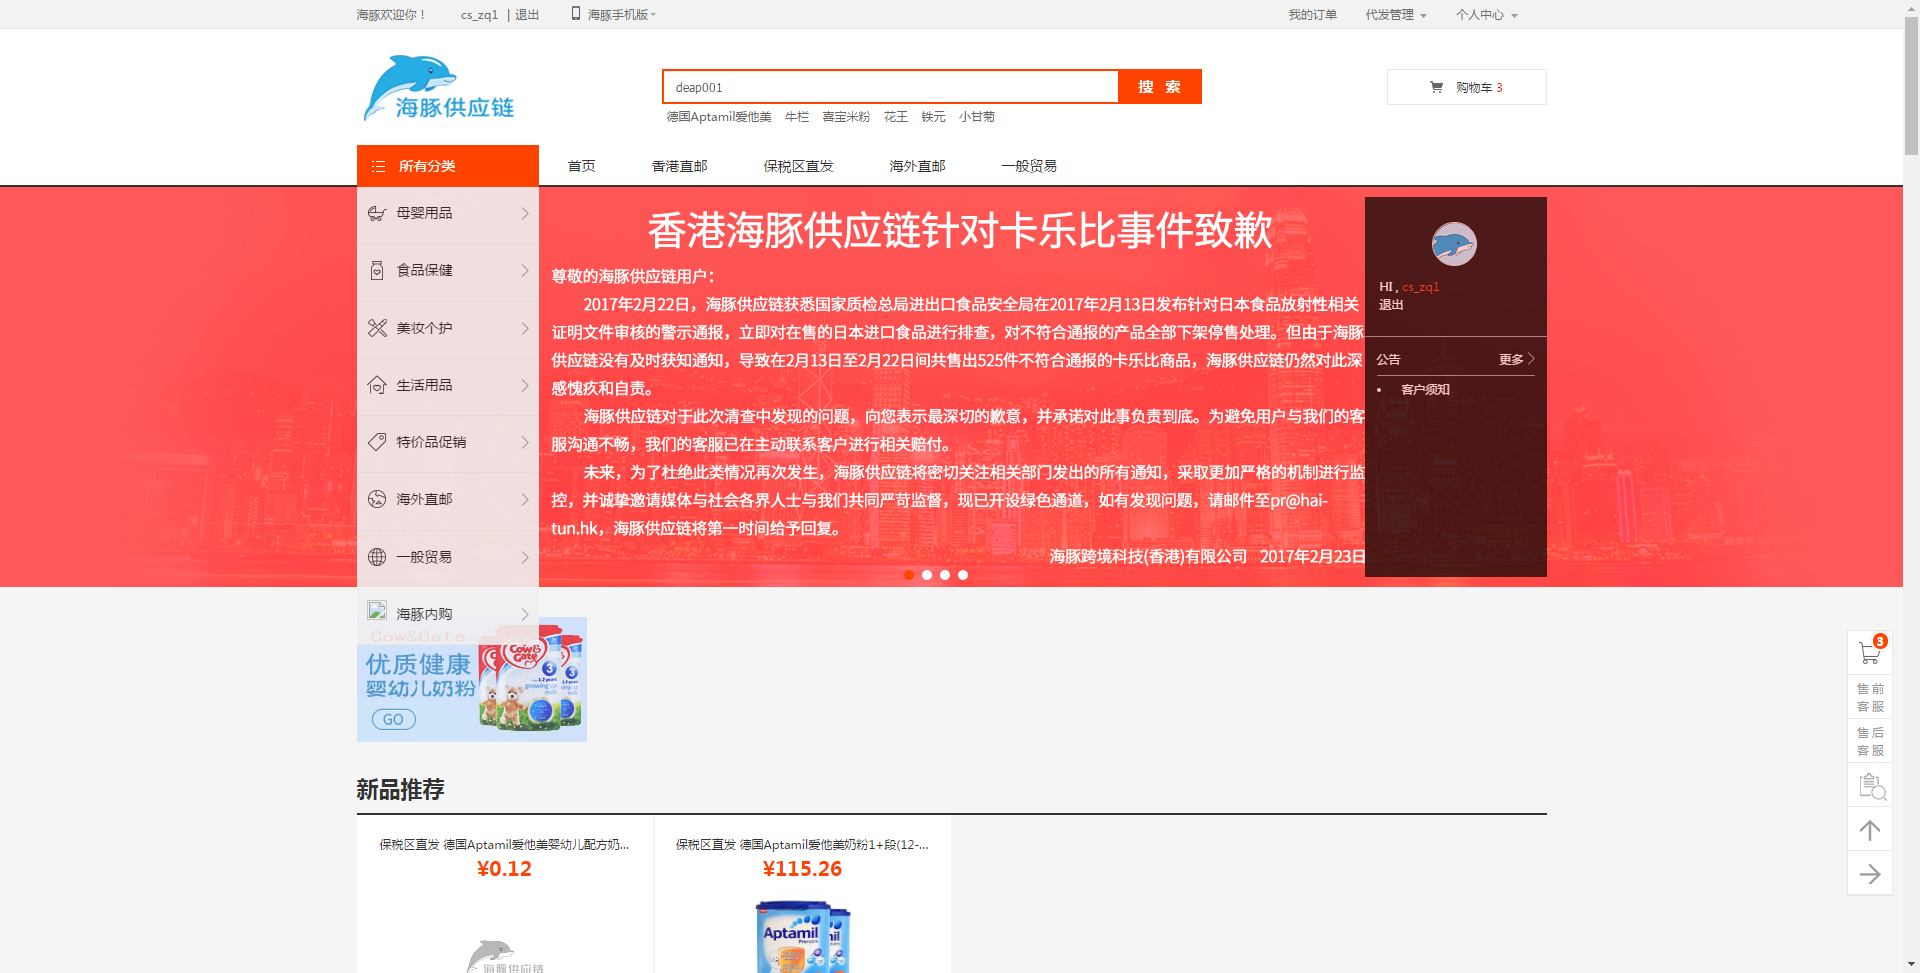 海豚欢迎你！ cs_zq1 | 退出 海豚手机版 我的订单 代发管理 个人中心
海豚供应链
deap001 搜 索
购物车 3
德国Aptamil爱他美 牛栏 喜宝米粉 花王 铁元 小甘菊
所有分类 首页 香港直邮 保税区直发 海外直邮 一般贸易
母婴用品
食品保健
美妆个护
生活用品
特价品促销
海外直邮
一般贸易
海豚内购
香港海豚供应链针对卡乐比事件致歉
尊敬的海豚供应链用户：
2017年2月22日，海豚供应链获悉国家质检总局进出口食品安全局在2017年2月13日发布针对日本食品放射性相关
证明文件审核的警示通报，立即对在售的日本进口食品进行排查，对不符合通报的产品全部下架停售处理。但由于海豚
供应链没有及时获知通知，导致在2月13日至2月22日间共售出525件不符合通报的卡乐比商品，海豚供应链仍然对此深
感愧疚和自责。
海豚供应链对于此次清查中发现的问题，向您表示最深切的歉意，并承诺对此事负责到底。为避免用户与我们的客
服沟通不畅，我们的客服已在主动联系客户进行相关赔付。
未来，为了杜绝此类情况再次发生，海豚供应链将密切关注相关部门发出的所有通知，采取更加严格的机制进行监
控，并诚挚邀请媒体与社会各界人士与我们共同严苛监督，现已开设绿色通道，如有发现问题，请邮件至pr@hai-
tun.hk，海豚供应链将第一时间给予回复。
海豚跨境科技(香港)有限公司 2017年2月23日
HI , cs_zq1
退出
公告 更多
客户须知
Cow&Gate
优质健康
婴幼儿奶粉
GO
Cow&Gate
3
growing up milk
3
3
售 前
客 服
售 后
客 服
新品推荐
保税区直发 德国Aptamil爱他美婴幼儿配方奶...
¥0.12
海豚供应链
保税区直发 德国Aptamil爱他美奶粉1+段(12-...
¥115.26
Aptamil